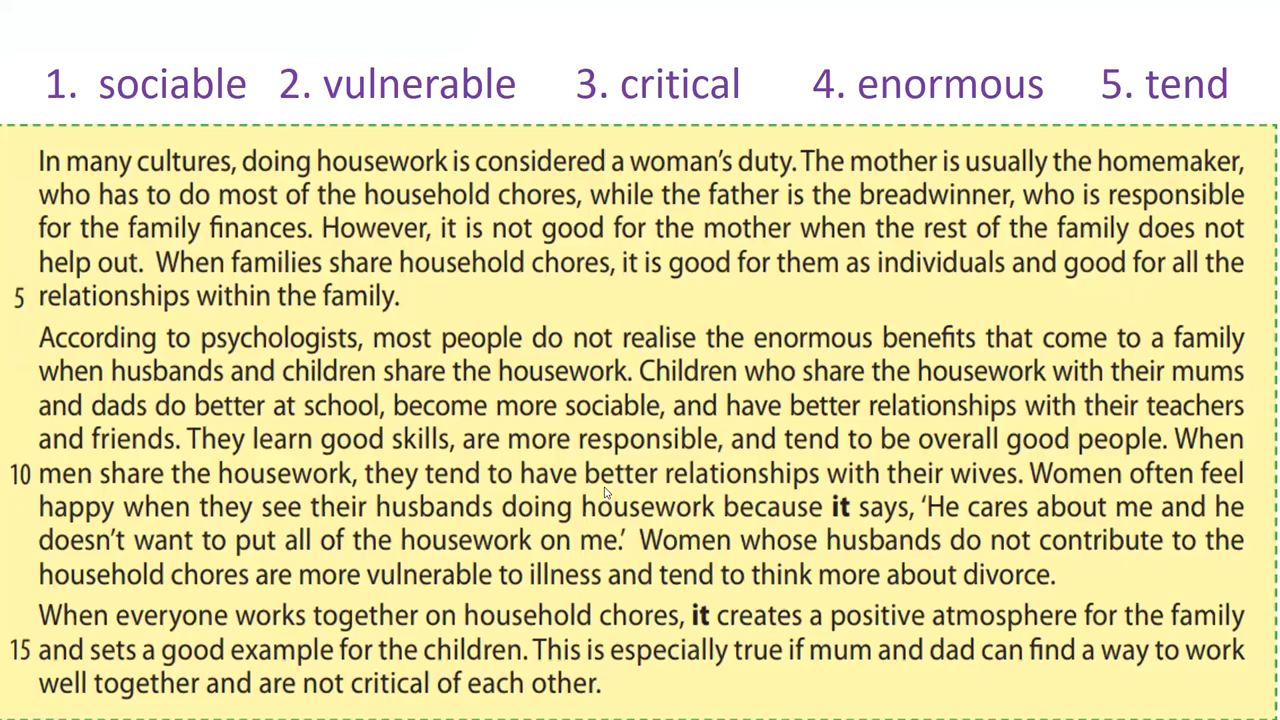 1. sociable 2. vulnerable 3. critical 4. enormous 5. tend
In many cultures, doing housework is considered a woman's duty. The mother is usually the homemaker,
who has to do most of the household chores, while the father is the breadwinner, who is responsible
for the family finances. However, it is not good for the mother when the rest of the family does not
help out. When families share household chores, it is good for them as individuals and good for all the
5 relationships within the family.
According to psychologists, most people do not realise the enormous benefits that come to a family
when husbands and children share the housework. Children who share the housework with their mums
and dads do better at school, become more sociable, and have better relationships with their teachers
and friends. They learn good skills, are more responsible, and tend to be overall good people. When
10 men share the housework, they tend to have better relationships with their wives. Women often feel
happy when they see their husbands doing housework because it says, 'He cares about me and he
doesn't want to put all of the housework on me.' Women whose husbands do not contribute to the
household chores are more vulnerable to illness and tend to think more about divorce.
When everyone works together on household chores, it creates a positive atmosphere for the family
15 and sets a good example for the children. This is especially true if mum and dad can find a way to work
well together and are not critical of each other.